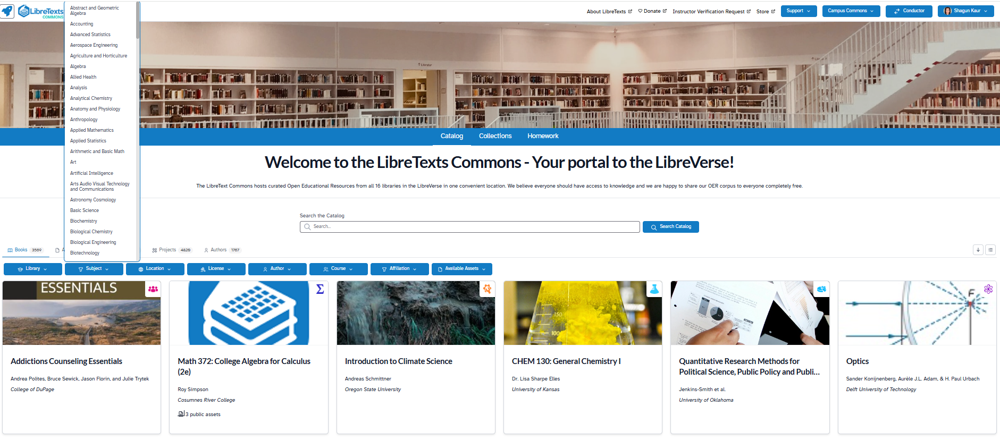 LibreTexts
COMMONS
About LibreTexts
Donate
Instructor Verification Request
Store
Support
Campus Commons
Conductor
Shagun Kaur
Abstract and Geometric
Algebra
Accounting
Advanced Statistics
Aerospace Engineering
Agriculture and Horticulture
Algebra
Allied Health
Analysis
Analytical Chemistry
Anatomy and Physiology
Anthropology
Applied Mathematics
Applied Statistics
Arithmetic and Basic Math
Art
Artificial Intelligence
Arts Audio Visual Technology
and Communications
Astronomy Cosmology
Basic Science
Biochemistry
Biological Chemistry
Biological Engineering
Biotechnology
Catalog
Collections
Homework
Welcome to the LibreTexts Commons - Your portal to the LibreVerse!
The LibreText Commons hosts curated Open Educational Resources from all 16 libraries in the LibreVerse in one convenient location. We believe everyone should have access to knowledge and we are happy to share our OER corpus to everyone completely free.
Search the Catalog
Search...
Search Catalog
Books 3569
A
Projects 4820
Authors 1767
Library
Subject
Location
License
Author
Course
Affiliation
Available Assets
ESSENTIALS
Addictions Counseling Essentials
Andrea Polites, Bruce Sewick, Jason Florin, and Julie Trytek
College of DuPage
Σ
Math 372: College Algebra for Calculus
(2e)
Roy Simpson
Cosumnes River College
3 public assets
Introduction to Climate Science
Andreas Schmittner
Oregon State University
150
100
CHEM 130: General Chemistry I
Dr. Lisa Sharpe Elles
University of Kansas
Quantitative Research Methods for
Political Science, Public Policy and Publi...
Jenkins-Smith et al.
University of Oklahoma
F
Optics
Sander Konijnenberg, Aurèle J.L. Adam, & H. Paul Urbach
Delft University of Technology